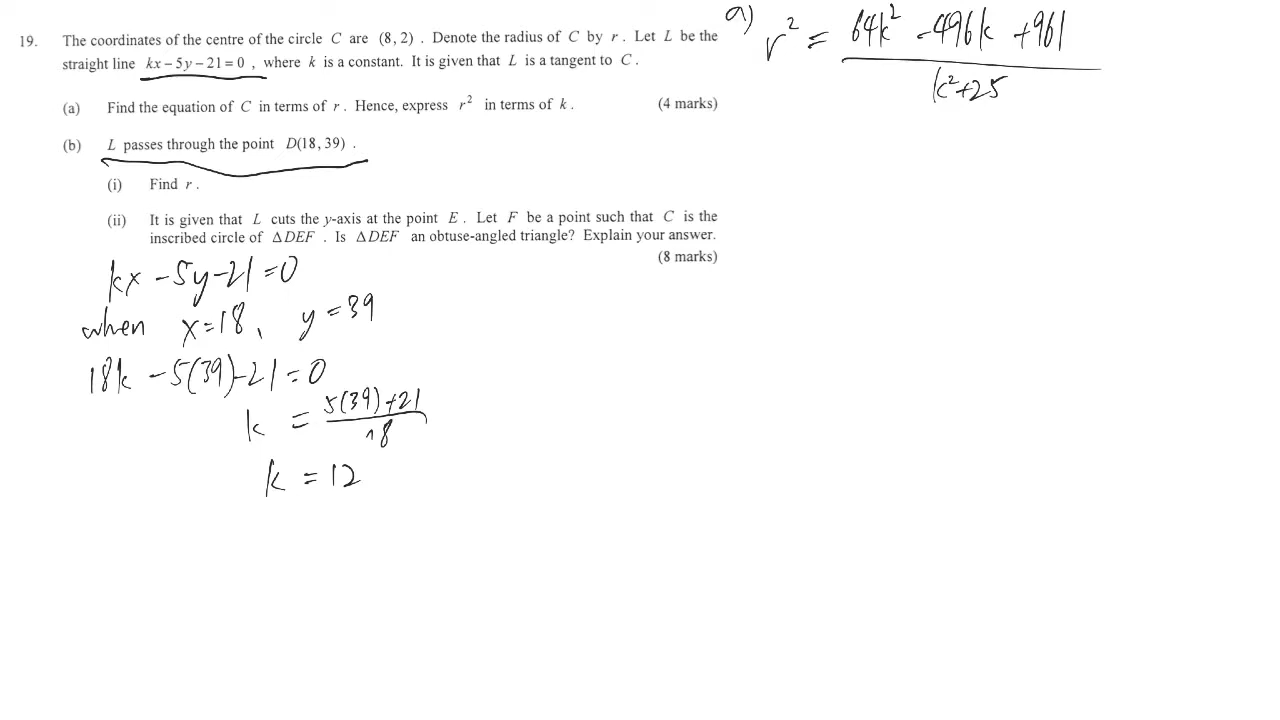 19. The coordinates of the centre of the circle C are (8, 2) . Denote the radius of C by r . Let L be the
straight line kx − 5y − 21 = 0 , where k is a constant. It is given that L is a tangent to C .
(a) Find the equation of C in terms of r . Hence, express r² in terms of k . (4 marks)
(b) L passes through the point D(18, 39) .
(i) Find r .
(ii) It is given that L cuts the y-axis at the point E . Let F be a point such that C is the
inscribed circle of ΔDEF . Is ΔDEF an obtuse-angled triangle? Explain your answer.
(8 marks)
kx − 5y − 21 = 0
when x = 18, y = 39
18k − 5(39) − 21 = 0
k = 5(39) + 21 / 18
k = 12
a) r² = 64k² − 496k + 961 / k² + 25